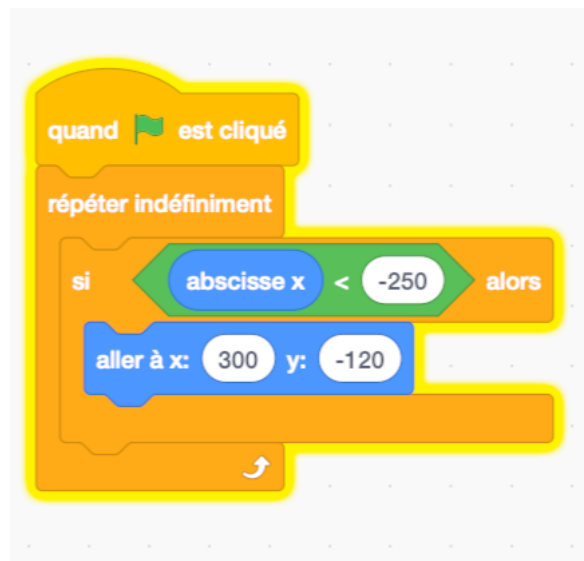 quand est cliqué
répéter indéfiniment
si abscisse x < -250 alors
aller à x: 300 y: -120